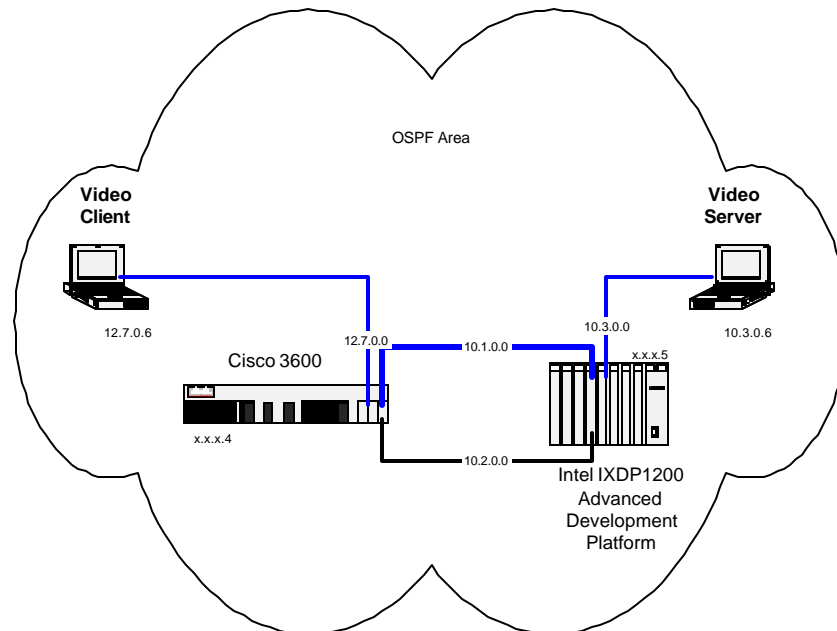 OSPF Area
Video
Client
Video
Server
12.7.0.6
12.7.0.0
10.1.0.0
10.3.0.0
10.3.0.6
x.x.x.5
Cisco 3600
x.x.x.4
10.2.0.0
Intel IXDP1200
Advanced
Development
Platform